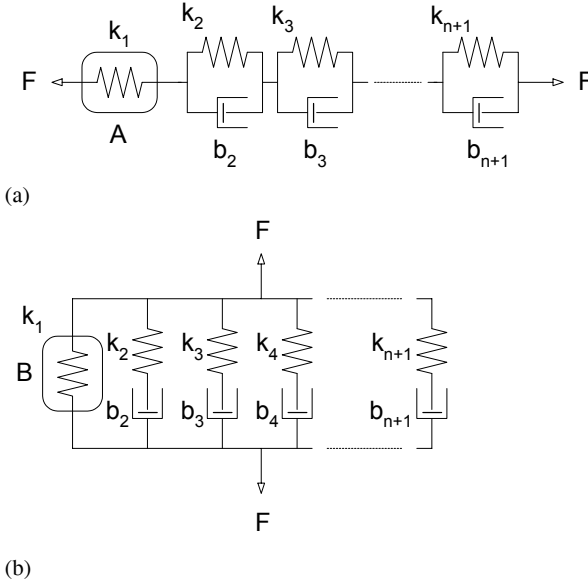 k₁ k₂ k₃ kₙ₊₁
F F
A b₂ b₃ bₙ₊₁
(a)
F
k₁
k₂ k₃ k₄ kₙ₊₁
B
b₂ b₃ b₄ bₙ₊₁
F
(b)